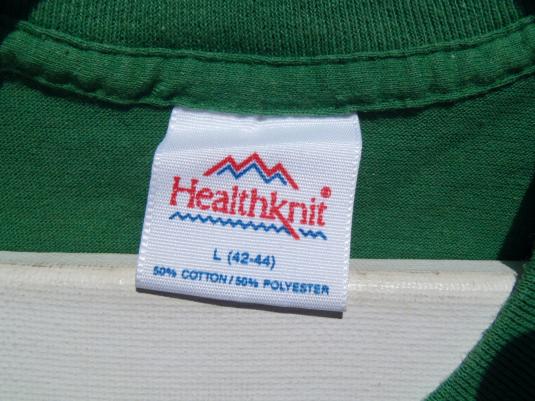 Healthknit®
L (42-44)
50% COTTON/50% POLYESTER